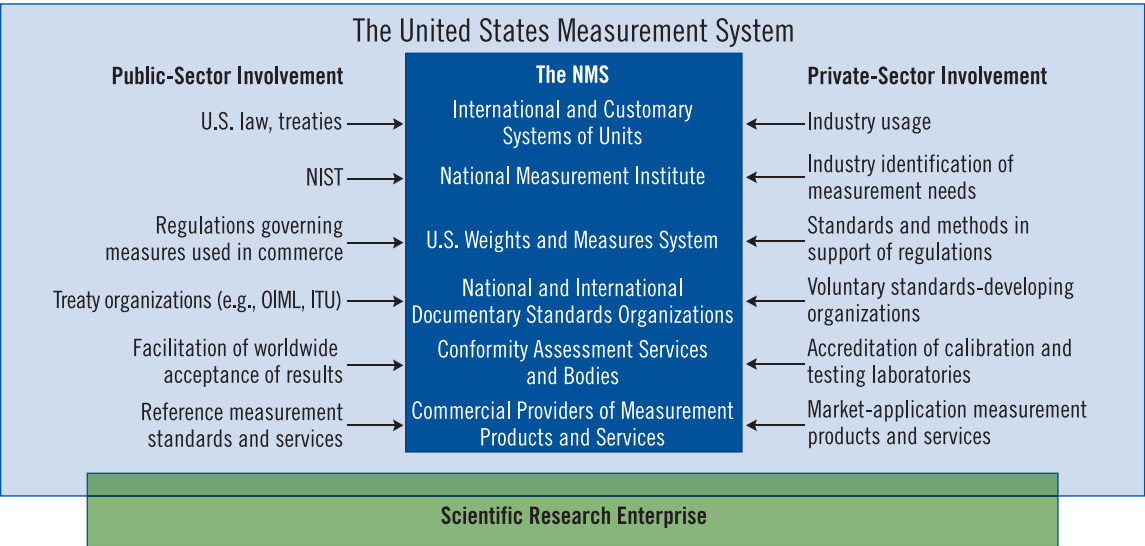 The United States Measurement System
Public-Sector Involvement
The NMS
Private-Sector Involvement
U.S. law, treaties
International and Customary
Systems of Units
Industry usage
NIST
National Measurement Institute
Industry identification of
measurement needs
Regulations governing
measures used in commerce
U.S. Weights and Measures System
Standards and methods in
support of regulations
Treaty organizations (e.g., OIML, ITU)
National and International
Documentary Standards Organizations
Voluntary standards-developing
organizations
Facilitation of worldwide
acceptance of results
Conformity Assessment Services
and Bodies
Accreditation of calibration and
testing laboratories
Reference measurement
standards and services
Commercial Providers of Measurement
Products and Services
Market-application measurement
products and services
Scientific Research Enterprise